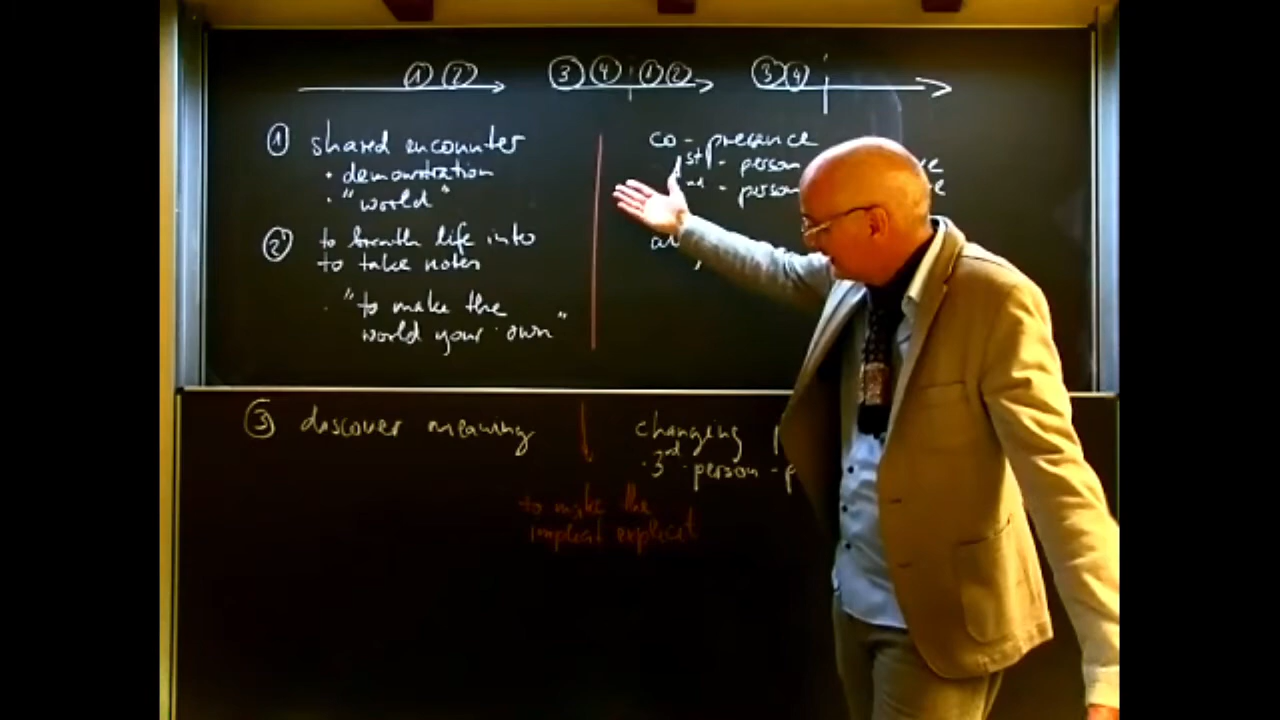 ① ② ③ ④ ① ② ③ ④
① shared encounter
• demonstration
• "world"
② to breath life into
to take notes
• "to make the
world your own"
co-presence
1st-person
nd-person
③ discover meaning
changing
• 3rd-person-p
to make the
implicit explicit